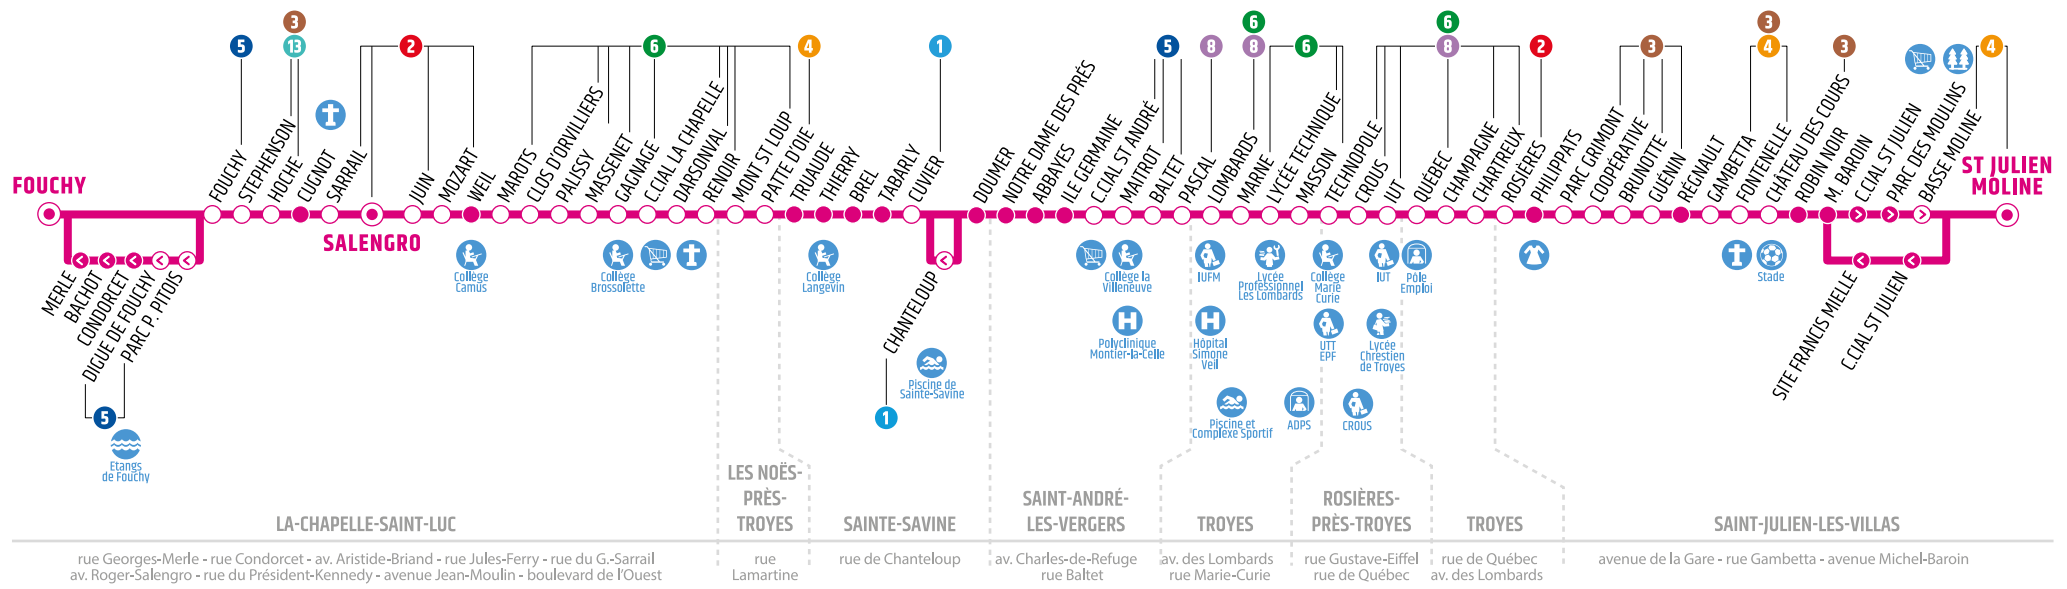 3
3
6
6
3
5
13
2
6
4
1
5
8
8
6
8
2
3
4
3
4
FOUCHY
FOUCHY
STEPHENSON
HOCHE
CUGNOT
SARRAIL
SALENGRO
JUIN
MOZART
WEIL
MAROTS
CLOS D'ORVILLIERS
PALISSY
MASSENET
GAGNAGE
C.CIAL LA CHAPELLE
DARSONVAL
RENOIR
MONT ST LOUP
PATTE D'OIE
TRUAUDE
THIERRY
BREL
TABARLY
CUVIER
DOUMER
NOTRE DAME DES PRÉS
ABBAYES
ILE GERMAINE
C.CIAL ST ANDRÉ
MAITROT
BALTET
PASCAL
LOMBARDS
MARNE
LYCÉE TECHNIQUE
MASSON
TECHNOPOLE
CROUS
IUT
QUÉBEC
CHAMPAGNE
CHARTREUX
ROSIÈRES
PHILIPPATS
PARC GRIMONT
COOPÉRATIVE
BRUNOTTE
GUÉNIN
REGNAULT
GAMBETTA
FONTENELLE
CHÂTEAU DES COURS
ROBIN NOIR
M. BAROIN
C.CIAL ST JULIEN
PARC DES MOULINS
BASSE MOLINE
ST JULIEN
MOLINE
MERLE
BACHOT
CONDORCET
DIGUE DE FOUCHY
PARC P. PITOIS
5
Etangs
de Fouchy
Collège
Camus
Collège
Brossolette
Collège
Langevin
CHANTELOUP
1
Piscine de
Sainte-Savine
Collège la
Villeneuve
H
Polyclinique
Montier-la-Celle
IUFM
H
Hôpital
Simone
Veil
Lycée
Professionnel
Les Lombards
Piscine et
Complexe Sportif
ADPS
Collège
Marie
Curie
UTT
EPF
CROUS
IUT
Lycée
Chrestien
de Troyes
Pôle
Emploi
Stade
SITE FRANCIS MIELLE
C.CIAL ST JULIEN
LA-CHAPELLE-SAINT-LUC
LES NOËS-
PRÈS-
TROYES
SAINTE-SAVINE
SAINT-ANDRÉ-
LES-VERGERS
TROYES
ROSIÈRES-
PRÈS-TROYES
TROYES
SAINT-JULIEN-LES-VILLAS
rue Georges-Merle - rue Condorcet - av. Aristide-Briand - rue Jules-Ferry - rue du G.-Sarrail
av. Roger-Salengro - rue du Président-Kennedy - avenue Jean-Moulin - boulevard de l'Ouest
rue
Lamartine
rue de Chanteloup
av. Charles-de-Refuge
rue Baltet
av. des Lombards
rue Marie-Curie
rue Gustave-Eiffel
rue de Québec
rue de Québec
av. des Lombards
avenue de la Gare - rue Gambetta - avenue Michel-Baroin